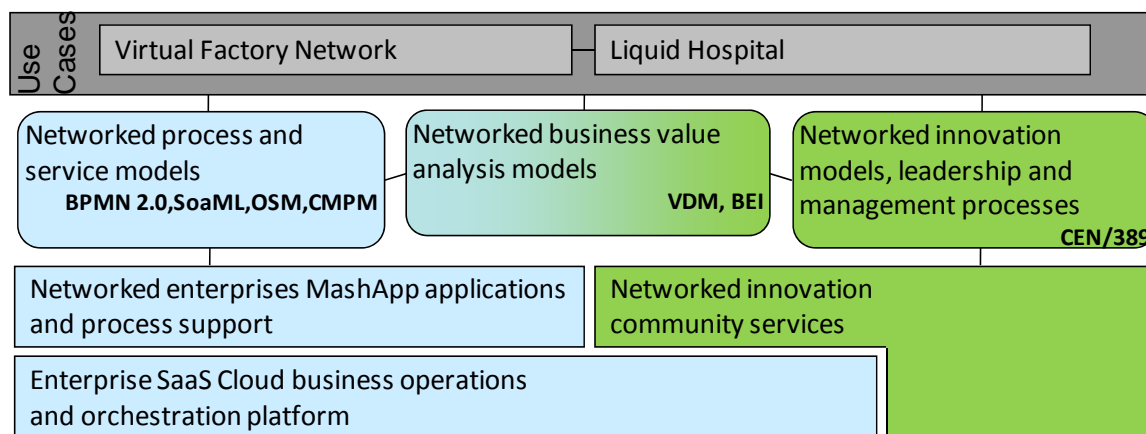 Use
Cases
Virtual Factory Network
Liquid Hospital
Networked process and
service models
BPMN 2.0,SoaML,OSM,CMPM
Networked business value
analysis models
VDM, BEI
Networked innovation
models, leadership and
management processes
CEN/389
Networked enterprises MashApp applications
and process support
Networked innovation
community services
Enterprise SaaS Cloud business operations
and orchestration platform